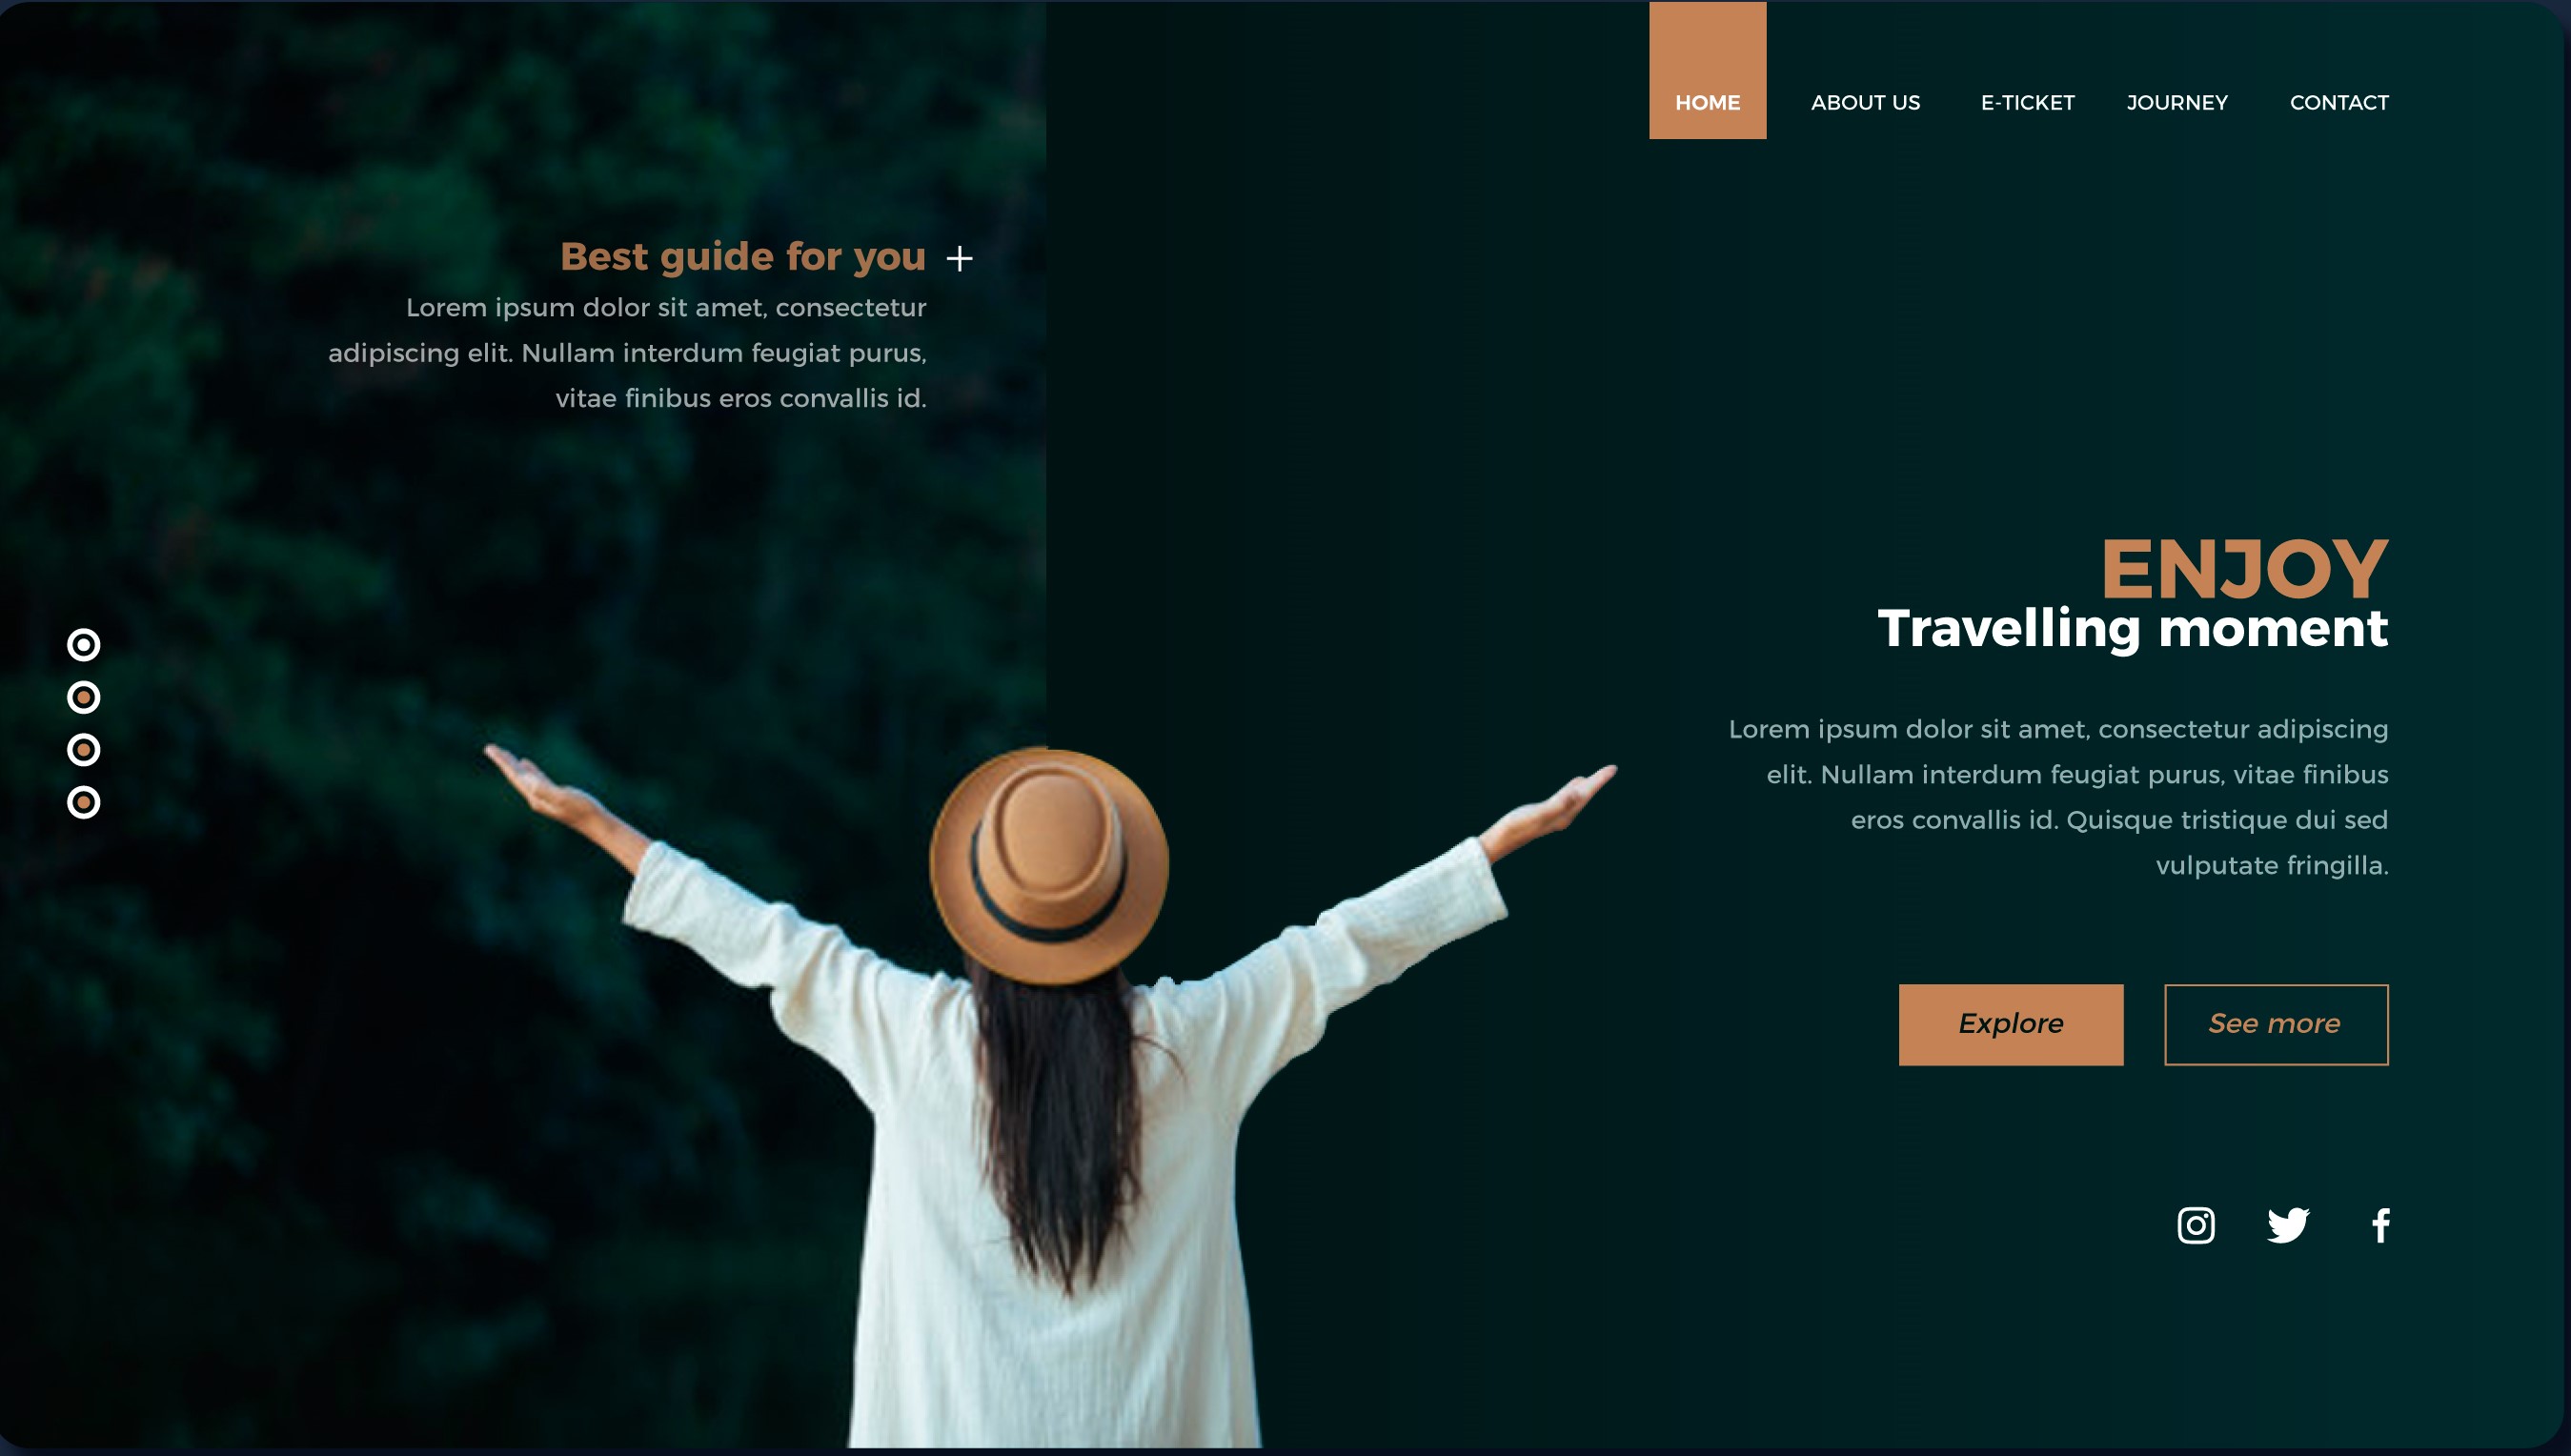 HOME ABOUT US E-TICKET JOURNEY CONTACT
Best guide for you
Lorem ipsum dolor sit amet, consectetur
adipiscing elit. Nullam interdum feugiat purus,
vitae finibus eros convallis id.
ENJOY
Travelling moment
Lorem ipsum dolor sit amet, consectetur adipiscing
elit. Nullam interdum feugiat purus, vitae finibus
eros convallis id. Quisque tristique dui sed
vulputate fringilla.
Explore See more